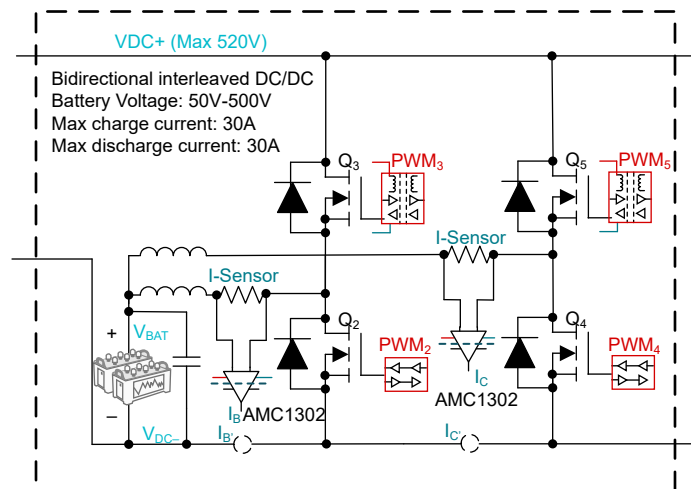 VDC+ (Max 520V)
Bidirectional interleaved DC/DC
Battery Voltage: 50V-500V
Max charge current: 30A
Max discharge current: 30A
Q3
PWM3
Q5
PWM5
I-Sensor
I-Sensor
Q2
PWM2
Q4
PWM4
+
VBAT
–
IB
AMC1302
IC
AMC1302
VDC–
IB'
IC'